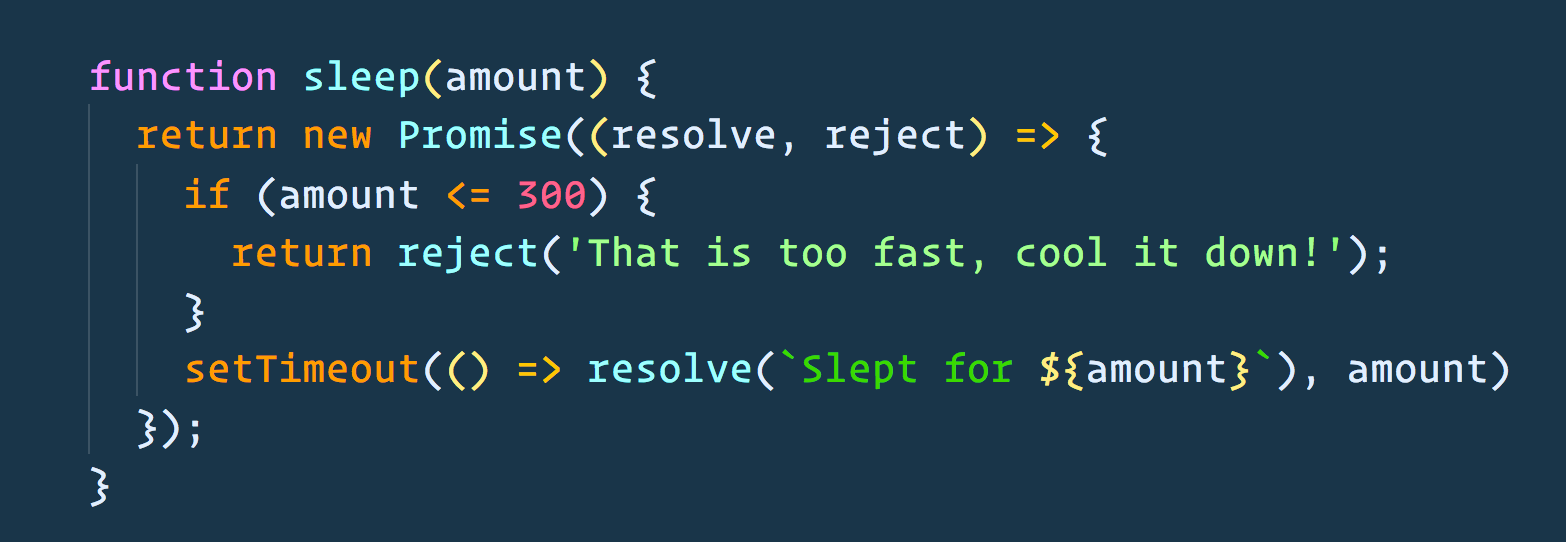 function sleep(amount) {
  return new Promise((resolve, reject) => {
    if (amount <= 300) {
      return reject('That is too fast, cool it down!');
    }
    setTimeout(() => resolve(`Slept for ${amount}`), amount)
  });
}